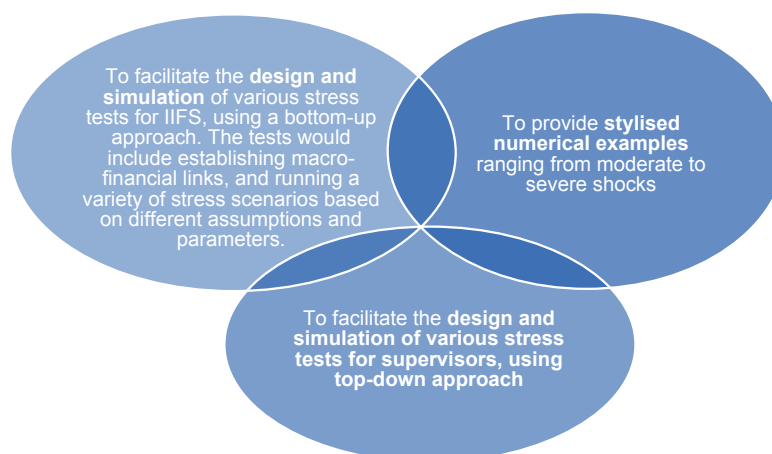 To facilitate the design and
simulation of various stress
tests for IIFS, using a bottom-up
approach. The tests would
include establishing macro-
financial links, and running a
variety of stress scenarios based
on different assumptions and
parameters.
To provide stylised
numerical examples
ranging from moderate to
severe shocks
To facilitate the design and
simulation of various stress
tests for supervisors, using
top-down approach